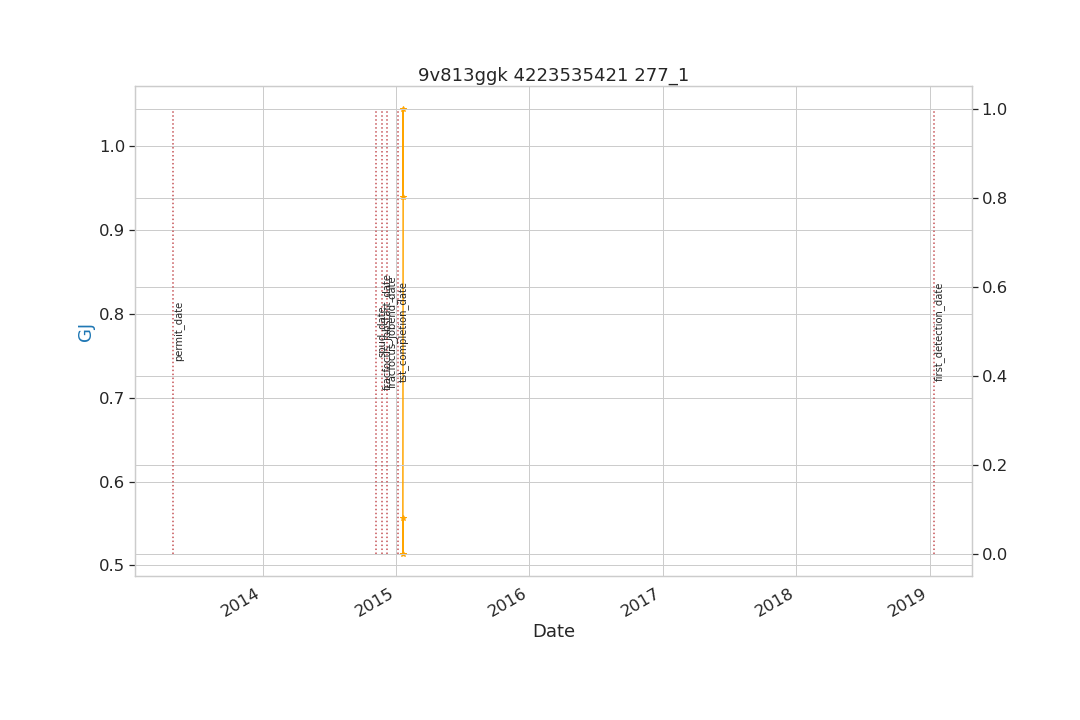 9v813ggk 4223535421 277_1
1.0
0.9
0.8
0.7
0.6
0.5
GJ
1.0
0.8
0.6
0.4
0.2
0.0
permit_date
spud_date
tst_completion_date
first_detection_date
2014
2015
2016
2017
2018
2019
Date